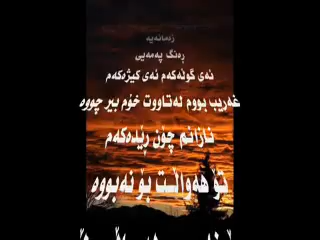 زەمانەیە
ڕەنگ پەمەیی
ئەی گوڵەکەم ئەی کیژەکەم
غەریب بووم لەتاووت خۆم بیر چووە
نازانم چۆن ڕێدەکەم
تۆ هەواڵت بۆ نەبووە